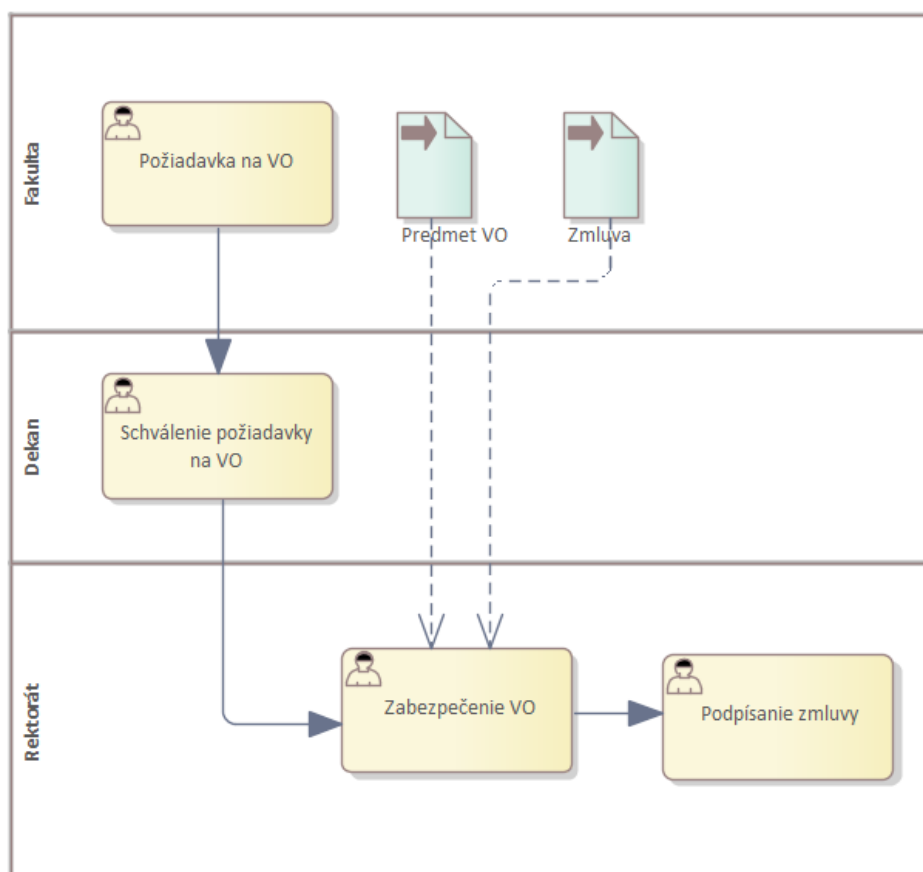 Fakulta
Požiadavka na VO
Predmet VO
Zmluva
Dekan
Schválenie požiadavky
na VO
Rektorát
Zabezpečenie VO
Podpísanie zmluvy